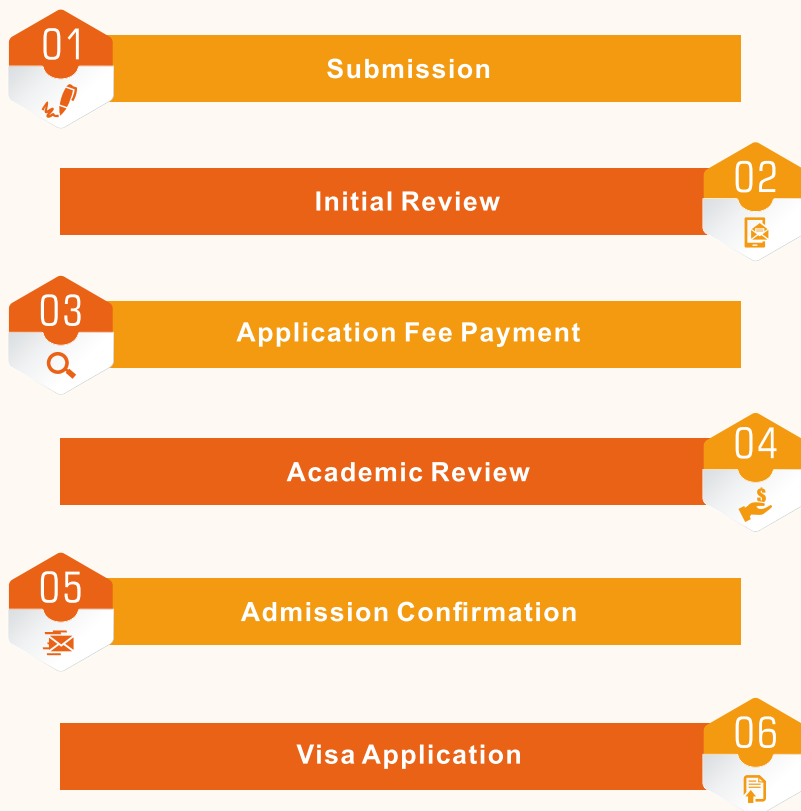 01
Submission
Initial Review
02
03
Application Fee Payment
Academic Review
04
$
05
Admission Confirmation
Visa Application
06